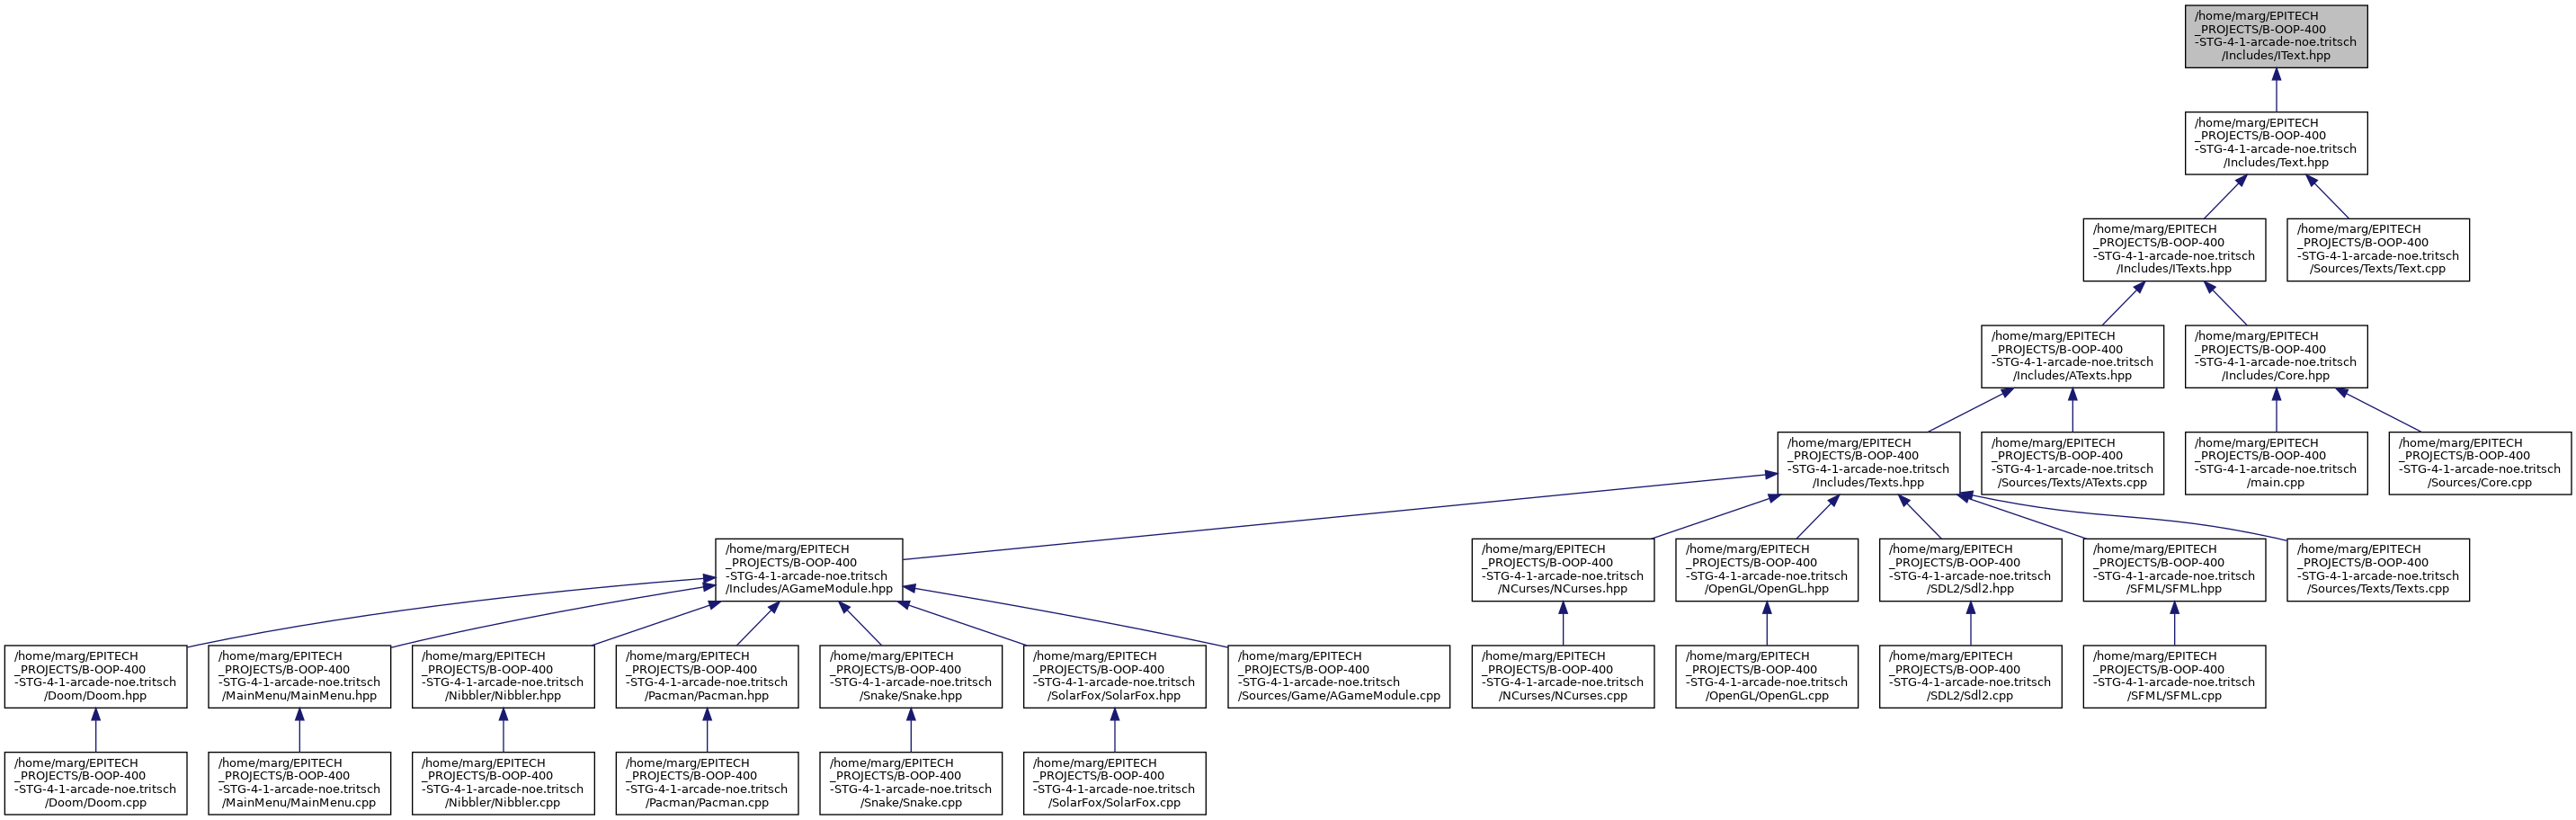 /home/marg/EPITECH
_PROJECTS/B-OOP-400
-STG-4-1-arcade-noe.tritsch
/Includes/IText.hpp
/home/marg/EPITECH
_PROJECTS/B-OOP-400
-STG-4-1-arcade-noe.tritsch
/Includes/Text.hpp
/home/marg/EPITECH
_PROJECTS/B-OOP-400
-STG-4-1-arcade-noe.tritsch
/Includes/ITexts.hpp
/home/marg/EPITECH
_PROJECTS/B-OOP-400
-STG-4-1-arcade-noe.tritsch
/Sources/Texts/Text.cpp
/home/marg/EPITECH
_PROJECTS/B-OOP-400
-STG-4-1-arcade-noe.tritsch
/Includes/ATexts.hpp
/home/marg/EPITECH
_PROJECTS/B-OOP-400
-STG-4-1-arcade-noe.tritsch
/Includes/Core.hpp
/home/marg/EPITECH
_PROJECTS/B-OOP-400
-STG-4-1-arcade-noe.tritsch
/Includes/Texts.hpp
/home/marg/EPITECH
_PROJECTS/B-OOP-400
-STG-4-1-arcade-noe.tritsch
/Sources/Texts/ATexts.cpp
/home/marg/EPITECH
_PROJECTS/B-OOP-400
-STG-4-1-arcade-noe.tritsch
/main.cpp
/home/marg/EPITECH
_PROJECTS/B-OOP-400
-STG-4-1-arcade-noe.tritsch
/Sources/Core.cpp
/home/marg/EPITECH
_PROJECTS/B-OOP-400
-STG-4-1-arcade-noe.tritsch
/Includes/AGameModule.hpp
/home/marg/EPITECH
_PROJECTS/B-OOP-400
-STG-4-1-arcade-noe.tritsch
/NCurses/NCurses.hpp
/home/marg/EPITECH
_PROJECTS/B-OOP-400
-STG-4-1-arcade-noe.tritsch
/OpenGL/OpenGL.hpp
/home/marg/EPITECH
_PROJECTS/B-OOP-400
-STG-4-1-arcade-noe.tritsch
/SDL2/Sdl2.hpp
/home/marg/EPITECH
_PROJECTS/B-OOP-400
-STG-4-1-arcade-noe.tritsch
/SFML/SFML.hpp
/home/marg/EPITECH
_PROJECTS/B-OOP-400
-STG-4-1-arcade-noe.tritsch
/Sources/Texts/Texts.cpp
/home/marg/EPITECH
_PROJECTS/B-OOP-400
-STG-4-1-arcade-noe.tritsch
/Doom/Doom.hpp
/home/marg/EPITECH
_PROJECTS/B-OOP-400
-STG-4-1-arcade-noe.tritsch
/MainMenu/MainMenu.hpp
/home/marg/EPITECH
_PROJECTS/B-OOP-400
-STG-4-1-arcade-noe.tritsch
/Nibbler/Nibbler.hpp
/home/marg/EPITECH
_PROJECTS/B-OOP-400
-STG-4-1-arcade-noe.tritsch
/Pacman/Pacman.hpp
/home/marg/EPITECH
_PROJECTS/B-OOP-400
-STG-4-1-arcade-noe.tritsch
/Snake/Snake.hpp
/home/marg/EPITECH
_PROJECTS/B-OOP-400
-STG-4-1-arcade-noe.tritsch
/SolarFox/SolarFox.hpp
/home/marg/EPITECH
_PROJECTS/B-OOP-400
-STG-4-1-arcade-noe.tritsch
/Sources/Game/AGameModule.cpp
/home/marg/EPITECH
_PROJECTS/B-OOP-400
-STG-4-1-arcade-noe.tritsch
/NCurses/NCurses.cpp
/home/marg/EPITECH
_PROJECTS/B-OOP-400
-STG-4-1-arcade-noe.tritsch
/OpenGL/OpenGL.cpp
/home/marg/EPITECH
_PROJECTS/B-OOP-400
-STG-4-1-arcade-noe.tritsch
/SDL2/Sdl2.cpp
/home/marg/EPITECH
_PROJECTS/B-OOP-400
-STG-4-1-arcade-noe.tritsch
/SFML/SFML.cpp
/home/marg/EPITECH
_PROJECTS/B-OOP-400
-STG-4-1-arcade-noe.tritsch
/Doom/Doom.cpp
/home/marg/EPITECH
_PROJECTS/B-OOP-400
-STG-4-1-arcade-noe.tritsch
/MainMenu/MainMenu.cpp
/home/marg/EPITECH
_PROJECTS/B-OOP-400
-STG-4-1-arcade-noe.tritsch
/Nibbler/Nibbler.cpp
/home/marg/EPITECH
_PROJECTS/B-OOP-400
-STG-4-1-arcade-noe.tritsch
/Pacman/Pacman.cpp
/home/marg/EPITECH
_PROJECTS/B-OOP-400
-STG-4-1-arcade-noe.tritsch
/Snake/Snake.cpp
/home/marg/EPITECH
_PROJECTS/B-OOP-400
-STG-4-1-arcade-noe.tritsch
/SolarFox/SolarFox.cpp